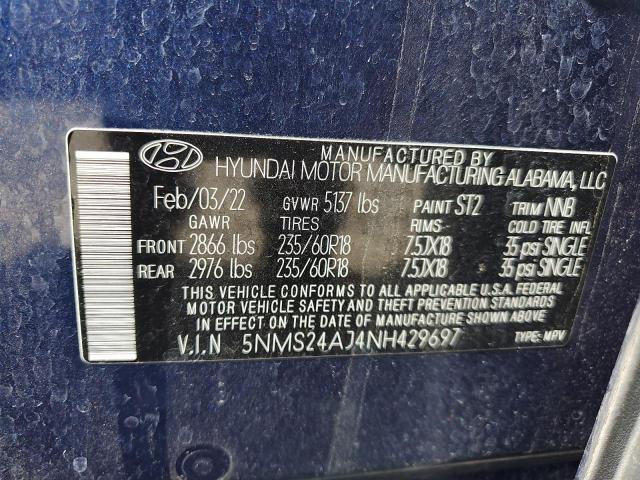 MANUFACTURED BY
HYUNDAI MOTOR MANUFACTURING ALABAMA, LLC
Feb/03/22 GVWR 5137 lbs PAINT ST2 TRIM NNB
GAWR TIRES RIMS- COLD TIRE INFL
FRONT 2866 lbs 235/60R18 7.5JX18 35 psi SINGLE
REAR 2976 lbs 235/60R18 7.5JX18 35 psi SINGLE
THIS VEHICLE CONFORMS TO ALL APPLICABLE U.S.A. FEDERAL
MOTOR VEHICLE SAFETY AND THEFT PREVENTION STANDARDS
IN EFFECT ON THE DATE OF MANUFACTURE SHOWN ABOVE
V.I.N 5NMS24AJ4NH429697 TYPE: MPV